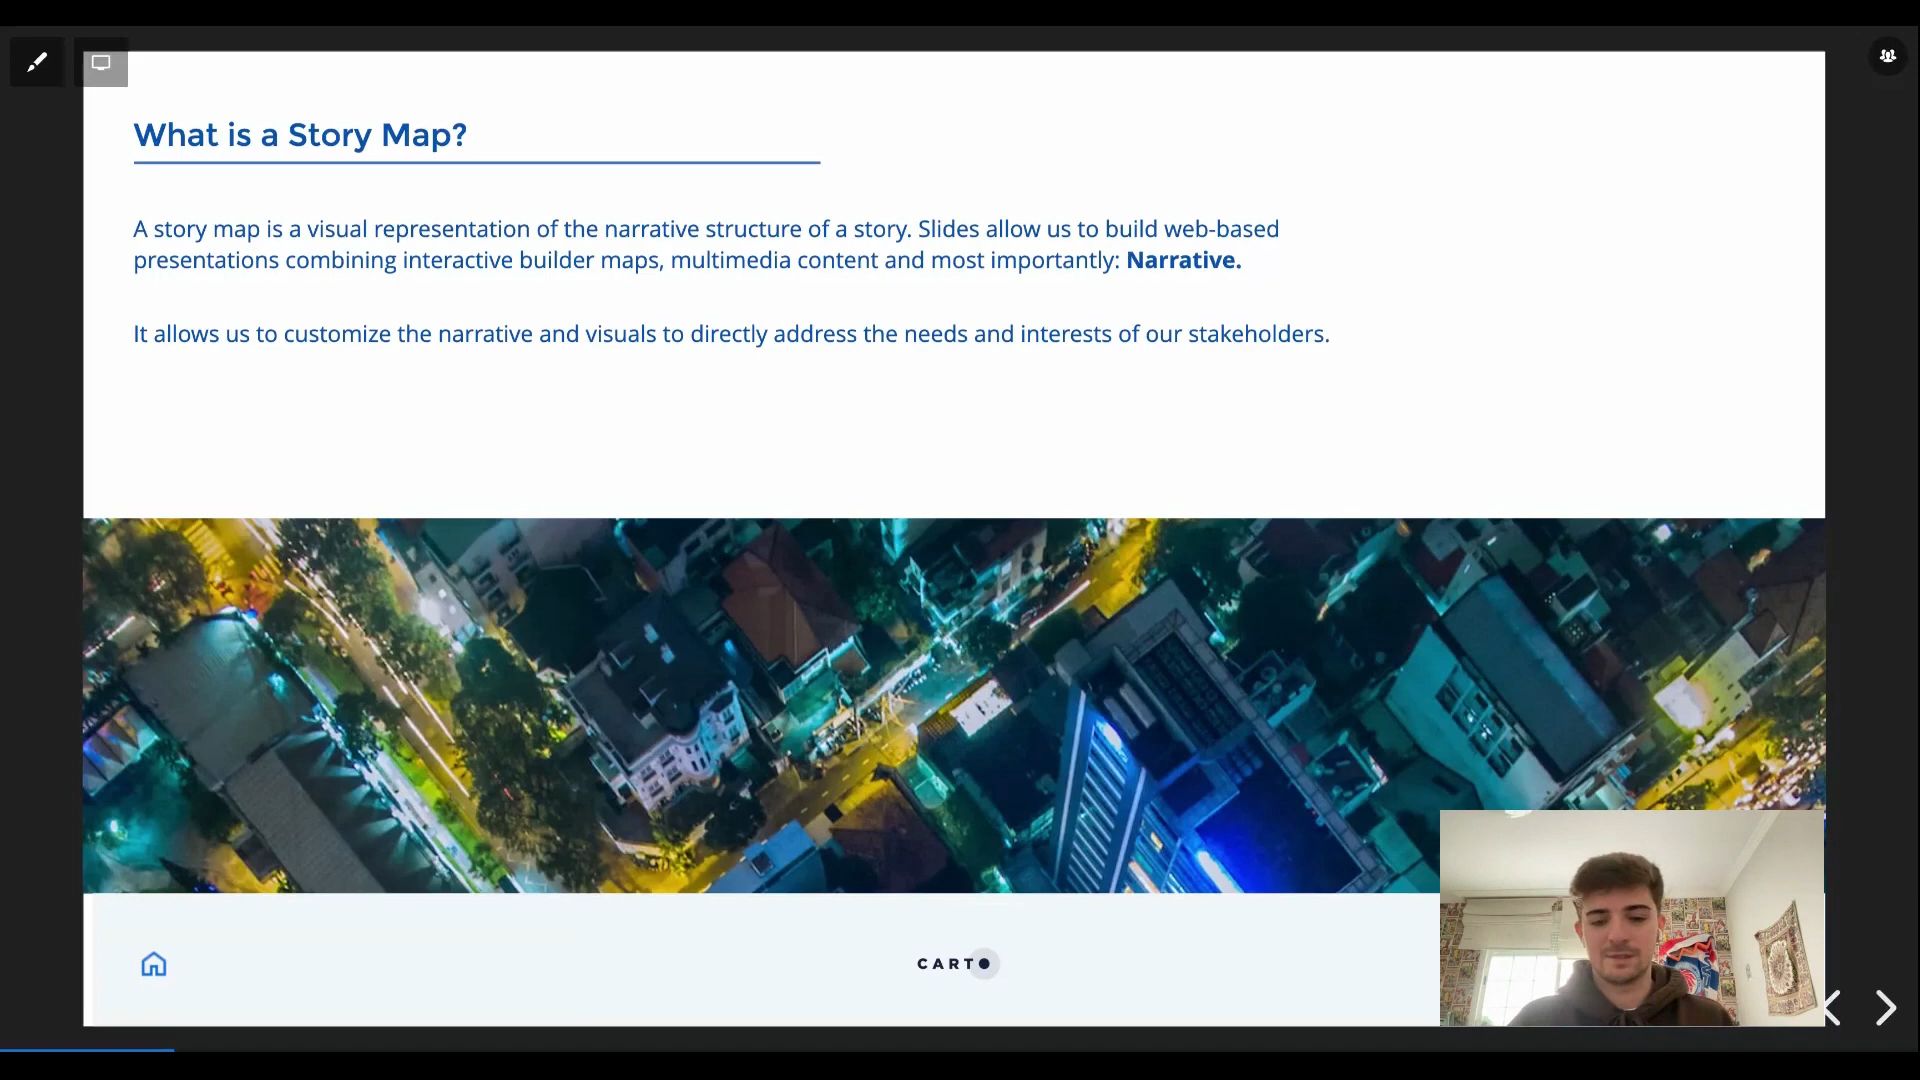 What is a Story Map?
A story map is a visual representation of the narrative structure of a story. Slides allow us to build web-based
presentations combining interactive builder maps, multimedia content and most importantly: Narrative.
It allows us to customize the narrative and visuals to directly address the needs and interests of our stakeholders.
CARTO